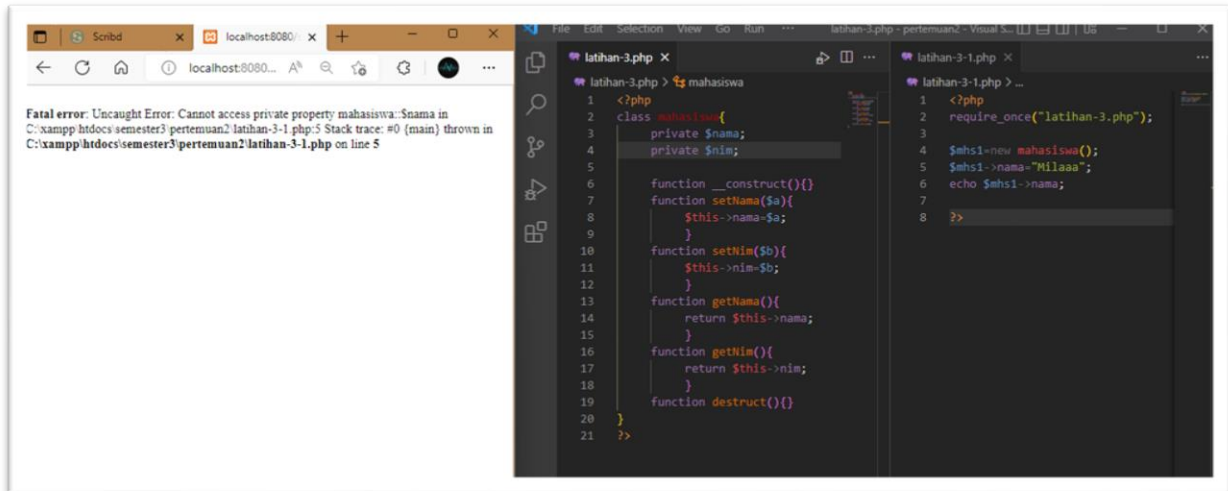 Scribd
localhost:8080/
localhost:8080...
Fatal error: Uncaught Error: Cannot access private property mahasiswa::$nama in
C:\xampp\htdocs\semester3\pertemuan2\latihan-3-1.php:5 Stack trace: #0 {main} thrown in
C:\xampp\htdocs\semester3\pertemuan2\latihan-3-1.php on line 5
File Edit Selection View Go Run ··· latihan-3.php - pertemuan2 - Visual S...
latihan-3.php
latihan-3.php > mahasiswa
1 <?php
2 class mahasiswa{
3 private $nama;
4 private $nim;
5
6 function __construct(){}
7 function setNama($a){
8 $this->nama=$a;
9 }
10 function setNim($b){
11 $this->nim=$b;
12 }
13 function getNama(){
14 return $this->nama;
15 }
16 function getNim(){
17 return $this->nim;
18 }
19 function destruct(){}
20 }
21 ?>
latihan-3-1.php
latihan-3-1.php > ...
1 <?php
2 require_once("latihan-3.php");
3
4 $mhs1=new mahasiswa();
5 $mhs1->nama="Milaaa";
6 echo $mhs1->nama;
7
8 ?>